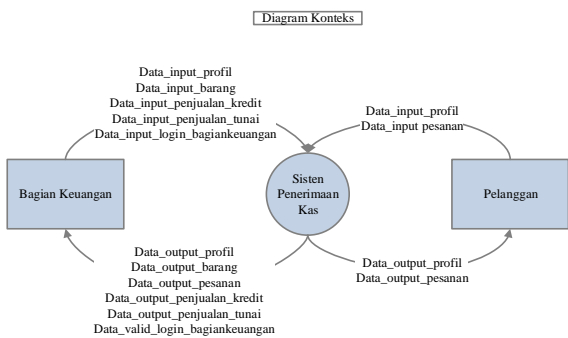 Diagram Konteks
Data_input_profil
Data_input_barang
Data_input_penjualan_kredit
Data_input_penjualan_tunai
Data_input_login_bagiankeuangan
Data_input_profil
Data_input pesanan
Bagian Keuangan
Sisten
Penerimaan
Kas
Pelanggan
Data_output_profil
Data_output_barang
Data_output_pesanan
Data_output_penjualan_kredit
Data_output_penjualan_tunai
Data_valid_login_bagiankeuangan
Data_output_profil
Data_output_pesanan